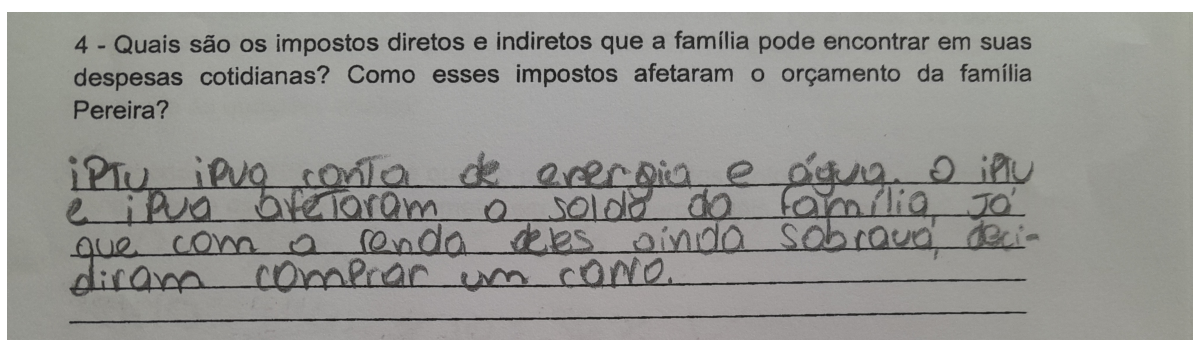 4 - Quais são os impostos diretos e indiretos que a família pode encontrar em suas
despesas cotidianas? Como esses impostos afetaram o orçamento da família
Pereira?
iPTU iPVA conta de energia e água. O iPtu
e iPva afetaram o saldo da família, Já
que com a renda deles ainda sobrava, deci-
diram comprar um carro.